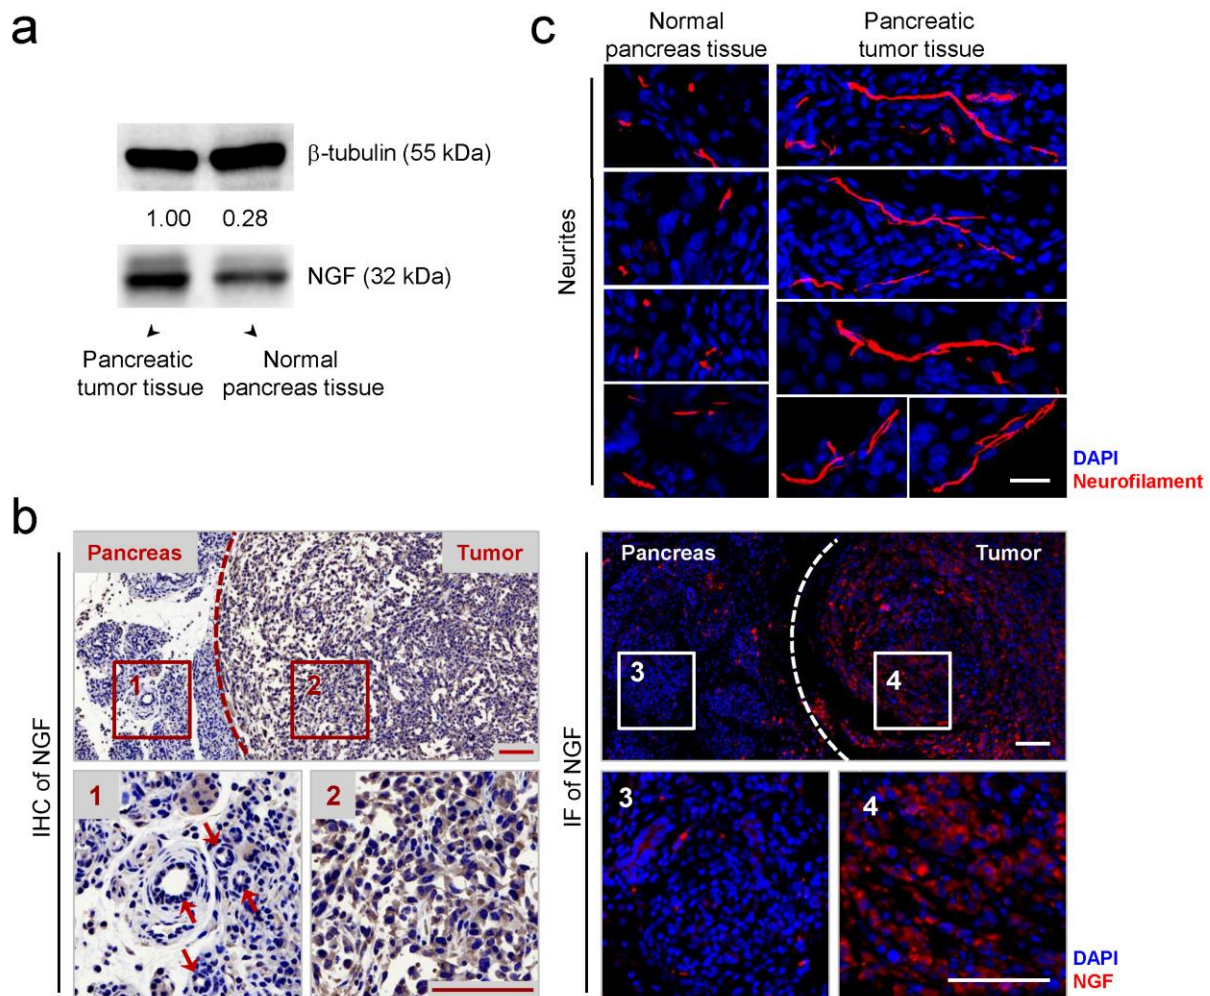 a
β-tubulin (55 kDa)
1.00 0.28
NGF (32 kDa)
Pancreatic
tumor tissue
Normal
pancreas tissue
c
Normal
pancreas tissue
Pancreatic
tumor tissue
Neurites
DAPI
Neurofilament
b
IHC of NGF
Pancreas
Tumor
1
2
1
2
IF of NGF
Pancreas
Tumor
3
4
3
4
DAPI
NGF